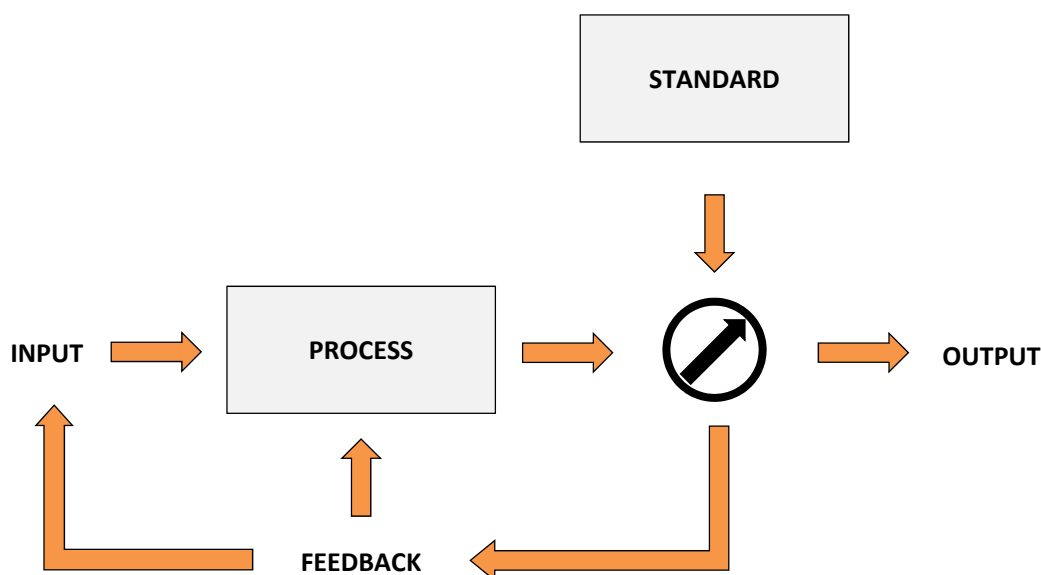 STANDARD
INPUT
PROCESS
OUTPUT
FEEDBACK